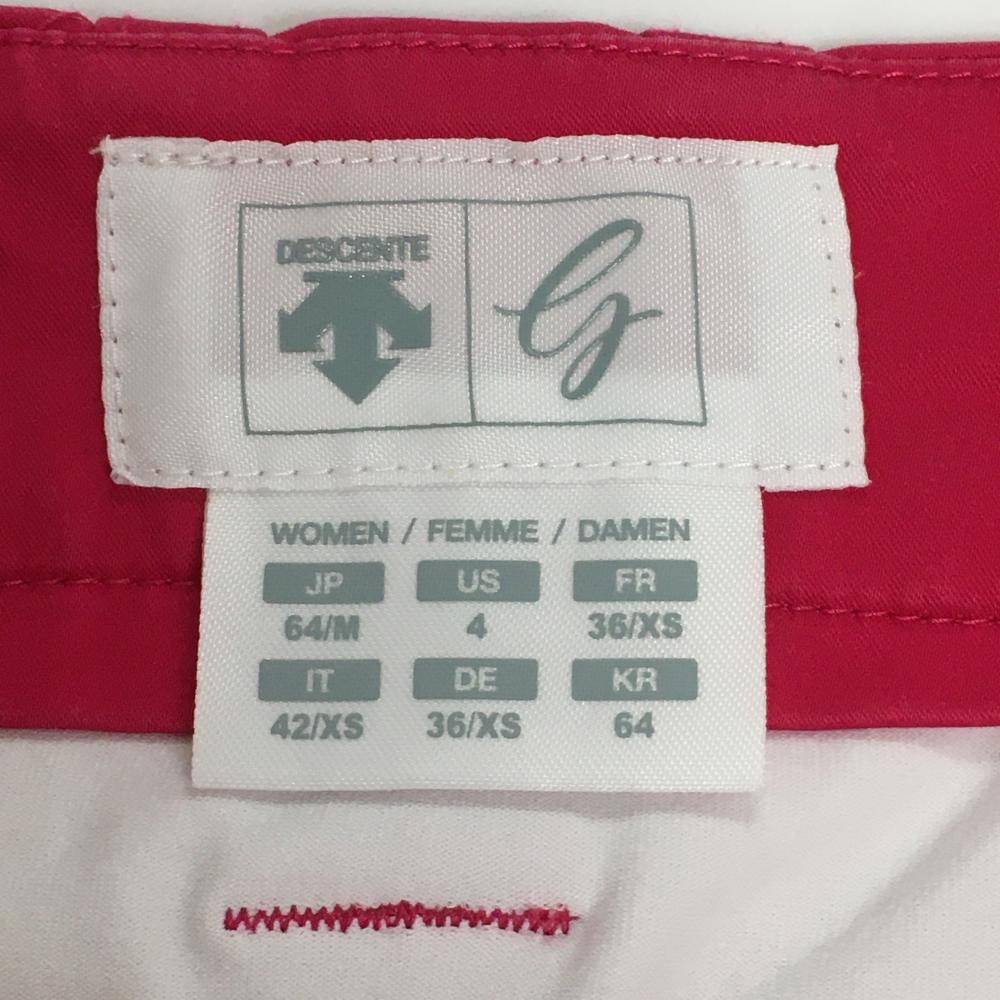 DESCENTE
WOMEN / FEMME / DAMEN
JP US FR
64/M 4 36/XS
IT DE KR
42/XS 36/XS 64